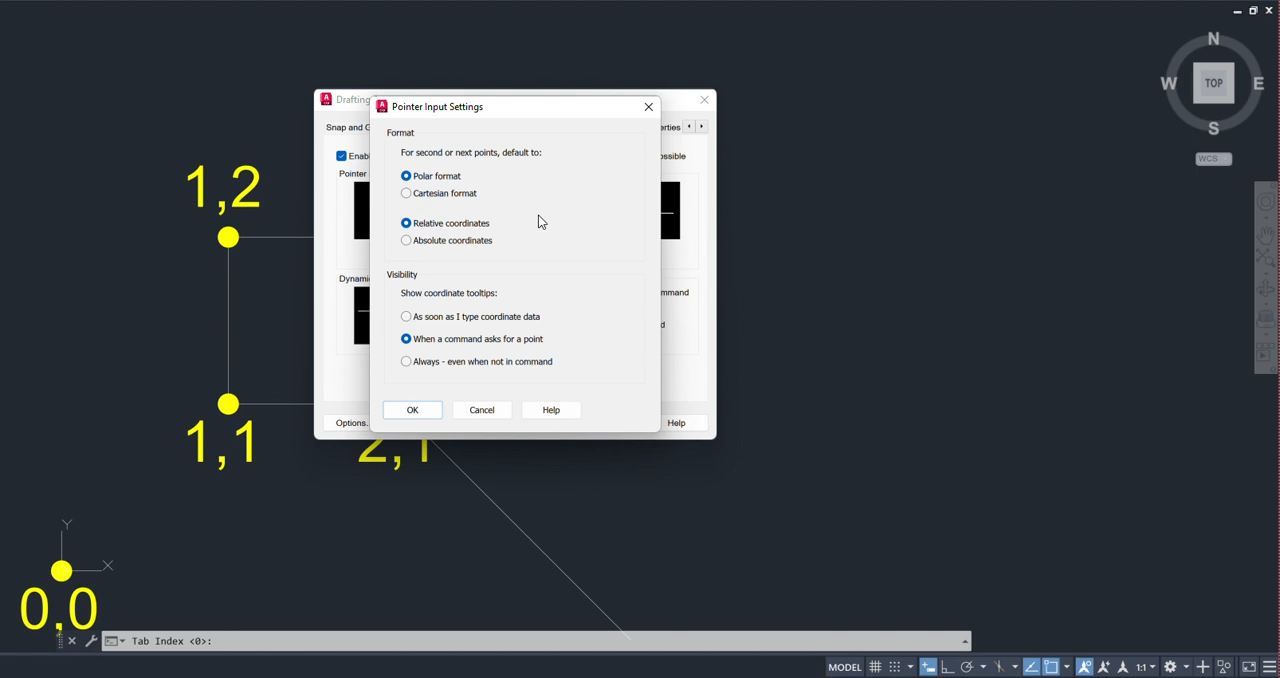 N
W TOP E
S
WCS
Drafting
Pointer Input Settings
Snap and G
Format
erties
For second or next points, default to:
Enabl
ossible
Pointer
Polar format
Cartesian format
Relative coordinates
Absolute coordinates
Visibility
Dynami
Show coordinate tooltips:
mmand
As soon as I type coordinate data
d
When a command asks for a point
Always - even when not in command
OK Cancel Help
Options. Help
1,2
1,1
2,1
Y
X
0,0
Tab Index <0>:
MODEL 1:1